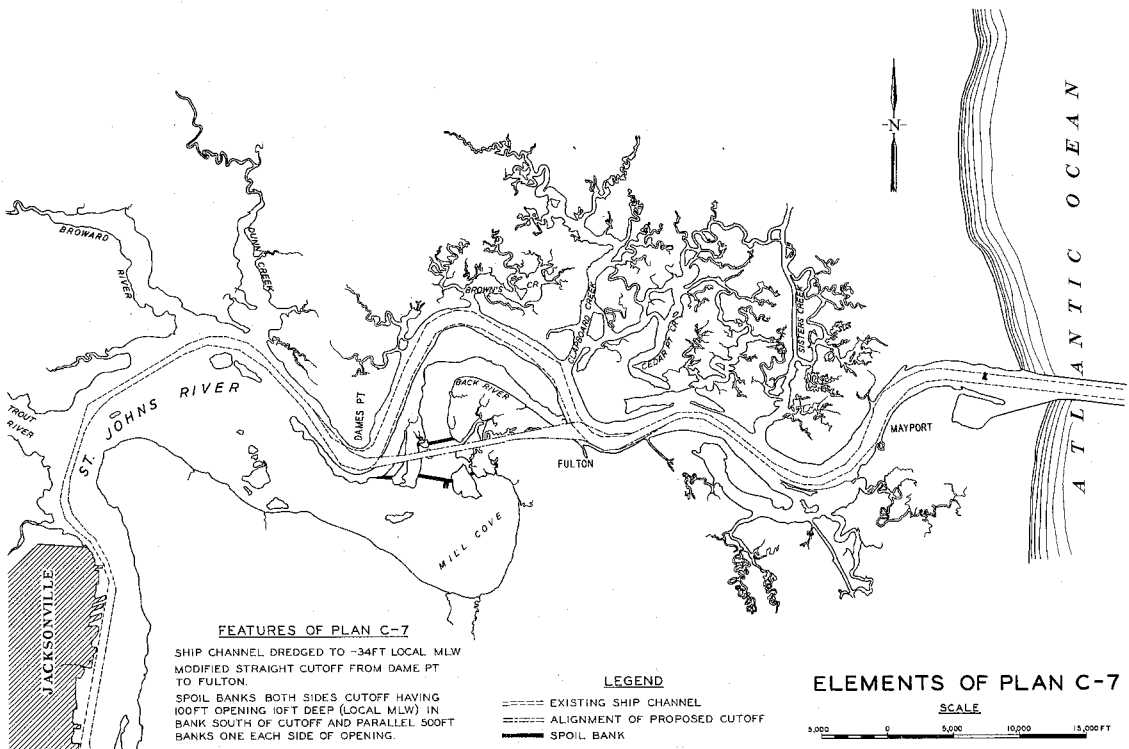 ATLANTIC OCEAN
N
BROWARD RIVER
DUNN CREEK
BROWN'S CR
CLAPBOARD CREEK
CEDAR PT CR
SISTERS CREEK
TROUT RIVER
ST. JOHNS RIVER
DAMES PT
BACK RIVER
FULTON
MAYPORT
MILL COVE
JACKSONVILLE
FEATURES OF PLAN C-7
SHIP CHANNEL DREDGED TO -34FT LOCAL MLW
MODIFIED STRAIGHT CUTOFF FROM DAME PT
TO FULTON.
SPOIL BANKS BOTH SIDES CUTOFF HAVING
100FT OPENING 10FT DEEP (LOCAL MLW) IN
BANK SOUTH OF CUTOFF AND PARALLEL 500FT
BANKS ONE EACH SIDE OF OPENING.
LEGEND
EXISTING SHIP CHANNEL
ALIGNMENT OF PROPOSED CUTOFF
SPOIL BANK
ELEMENTS OF PLAN C-7
SCALE
5,000 0 5,000 10,000 15,000 FT